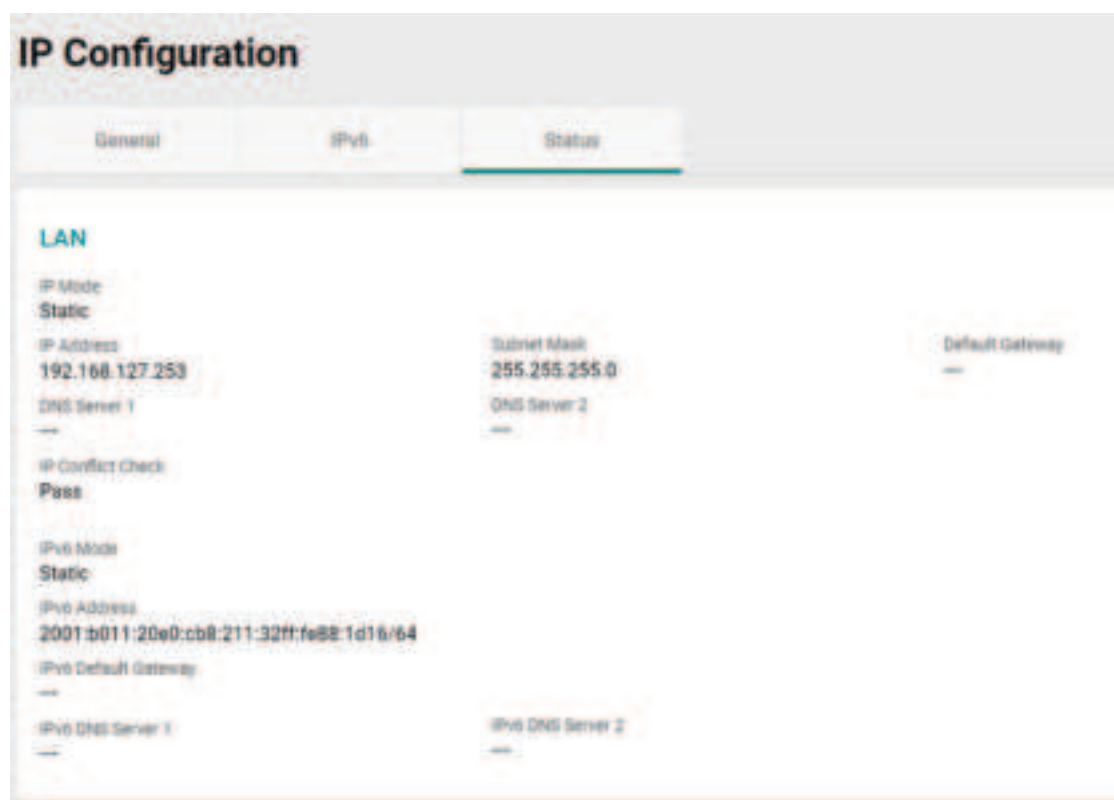 IP Configuration
General IPv6 Status
LAN
IP Mode
Static
IP Address Subnet Mask Default Gateway
192.168.127.253 255.255.255.0 ---
DNS Server 1 DNS Server 2
--- ---
IP Conflict Check
Pass
IPv6 Mode
Static
IPv6 Address
2001:b011:20e0:cb8:211:32ff:fe88:1d16/64
IPv6 Default Gateway
---
IPv6 DNS Server 1 IPv6 DNS Server 2
--- ---